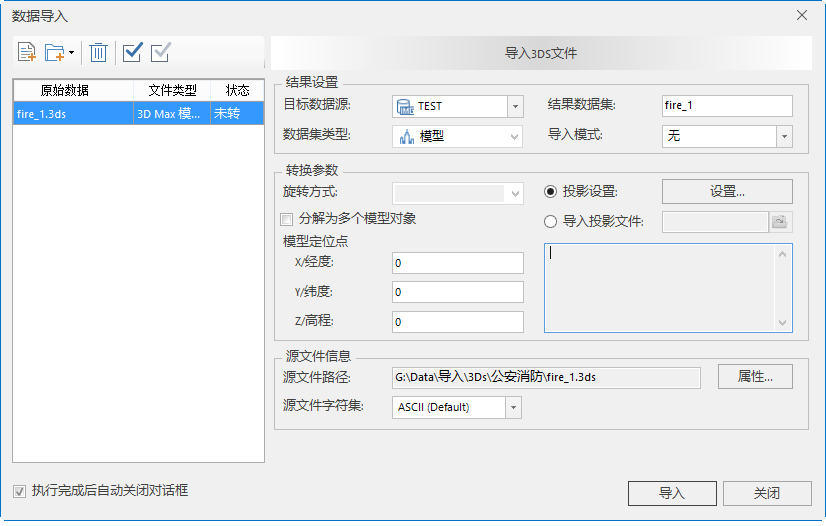 数据导入
导入3DS文件
原始数据 文件类型 状态
fire_1.3ds 3D Max 模... 未转
结果设置
目标数据源: TEST 结果数据集: fire_1
数据集类型: 模型 导入模式: 无
转换参数
旋转方式: 投影设置: 设置...
分解为多个模型对象 导入投影文件:
模型定位点
X/经度: 0
Y/纬度: 0
Z/高程: 0
源文件信息
源文件路径: G:\Data\导入\3Ds\公安消防\fire_1.3ds 属性...
源文件字符集: ASCII (Default)
执行完成后自动关闭对话框 导入 关闭